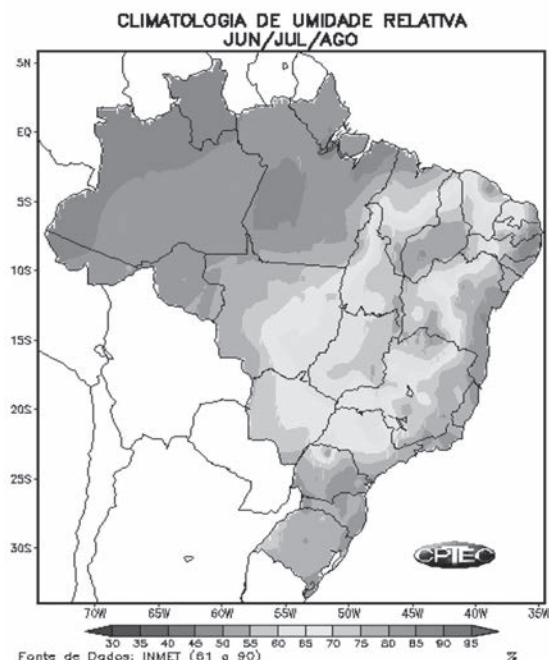 CLIMATOLOGIA DE UMIDADE RELATIVA
JUN/JUL/AGO
5N
EQ
5S
10S
15S
20S
25S
30S
CPTEC
70W 65W 60W 55W 50W 45W 40W 35W
30 35 40 45 50 55 60 65 70 75 80 85 90 95
Fonte de Dados: INMET (61 a 90) %